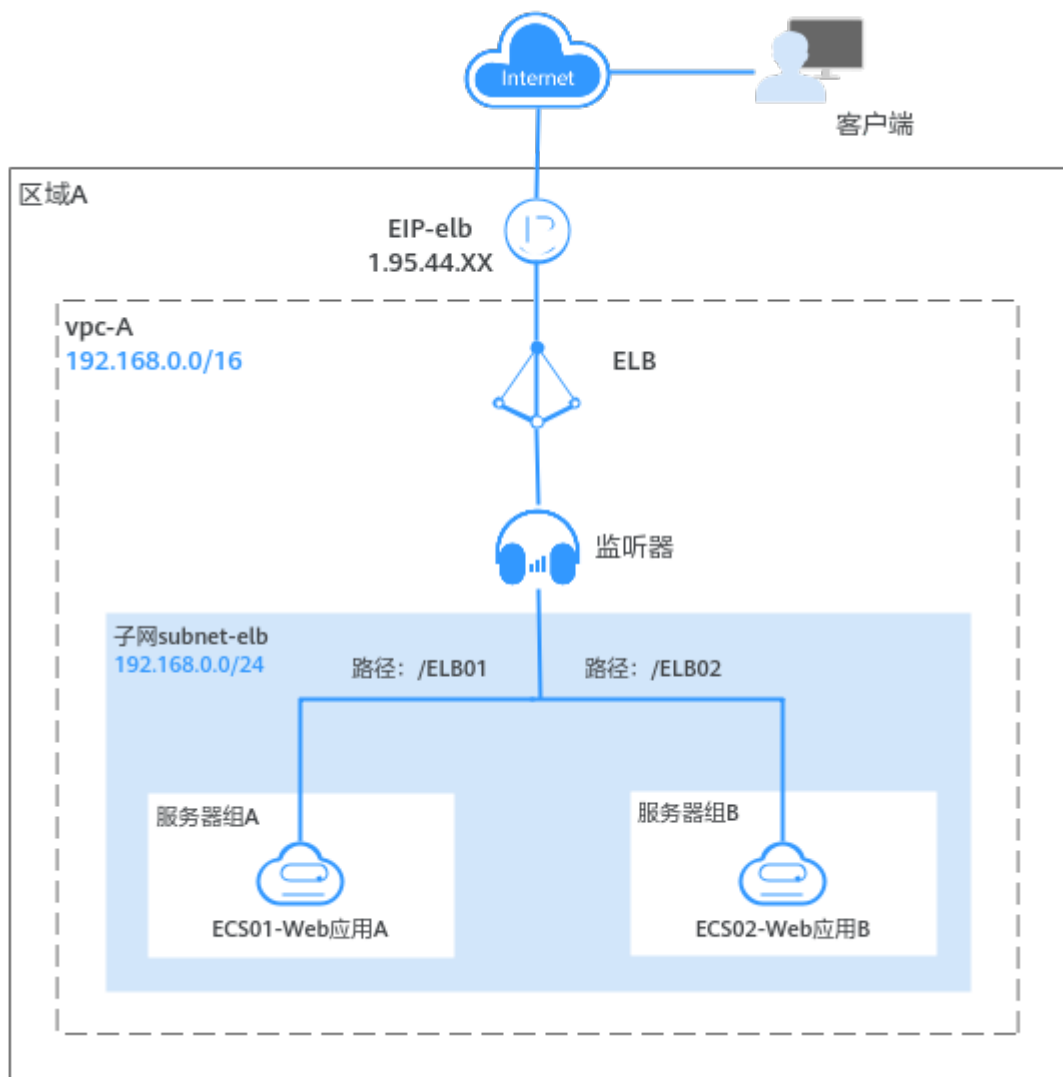 Internet
客户端
区域A
EIP-elb
1.95.44.XX
vpc-A
192.168.0.0/16
ELB
监听器
子网subnet-elb
192.168.0.0/24
路径：/ELB01
路径：/ELB02
服务器组A
服务器组B
ECS01-Web应用A
ECS02-Web应用B